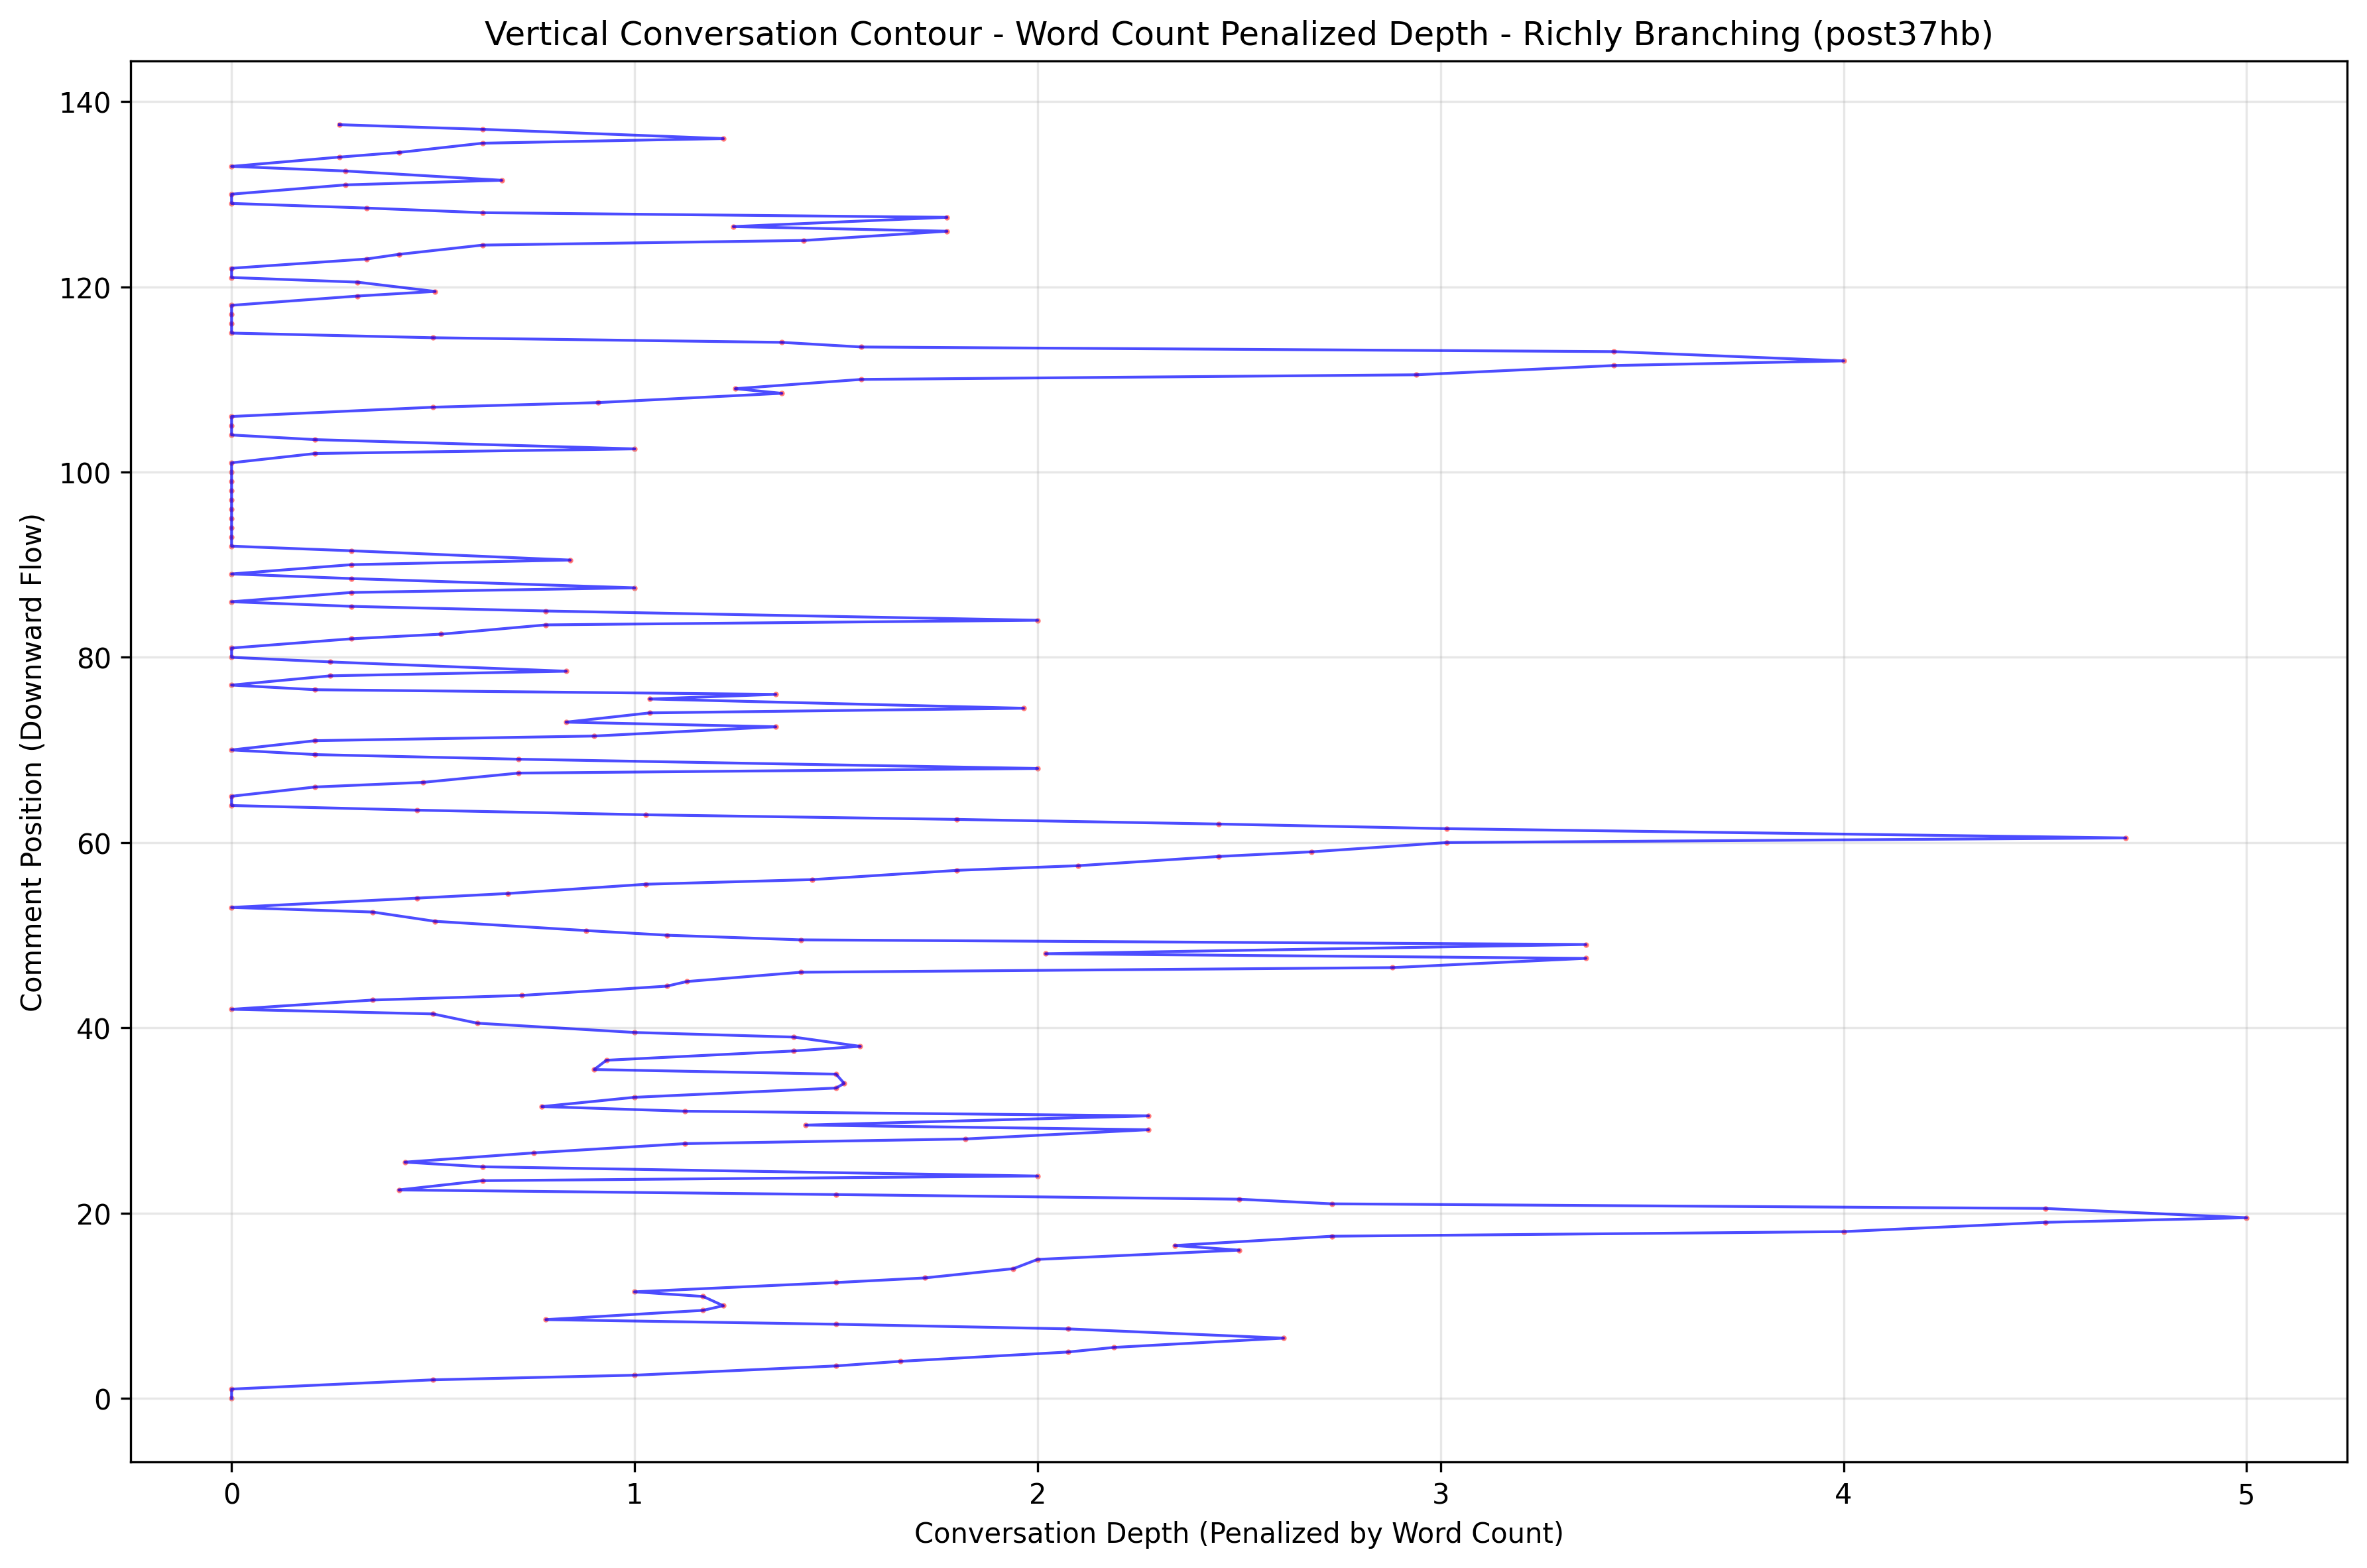 Vertical Conversation Contour - Word Count Penalized Depth - Richly Branching (post37hb)
Comment Position (Downward Flow)
140
120
100
80
60
40
20
0
0 1 2 3 4 5
Conversation Depth (Penalized by Word Count)